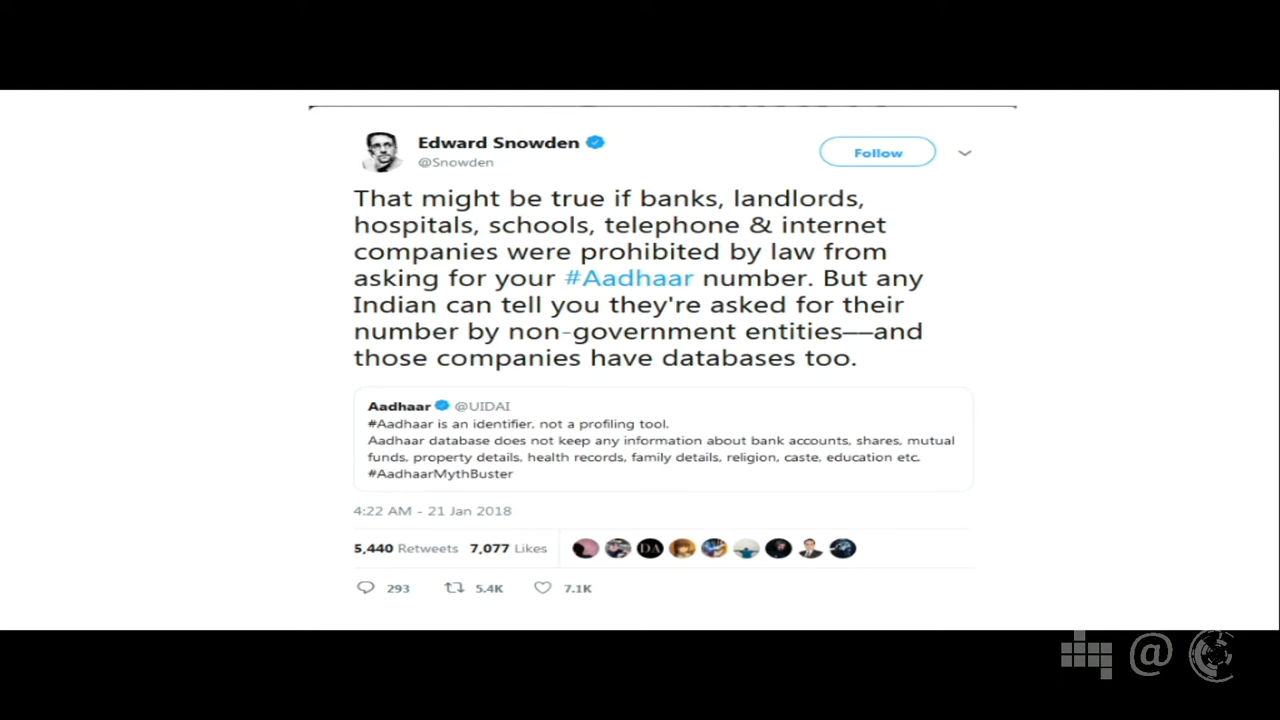 Edward Snowden
@Snowden
Follow
That might be true if banks, landlords,
hospitals, schools, telephone & internet
companies were prohibited by law from
asking for your #Aadhaar number. But any
Indian can tell you they're asked for their
number by non-government entities––and
those companies have databases too.
Aadhaar @UIDAI
#Aadhaar is an identifier, not a profiling tool.
Aadhaar database does not keep any information about bank accounts, shares, mutual
funds, property details, health records, family details, religion, caste, education etc.
#AadhaarMythBuster
4:22 AM - 21 Jan 2018
5,440 Retweets 7,077 Likes
DA
293 5.4K 7.1K
@